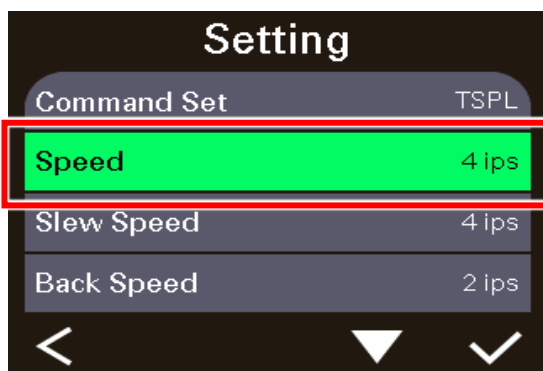 Setting
Command Set TSPL
Speed 4 ips
Slew Speed 4 ips
Back Speed 2 ips